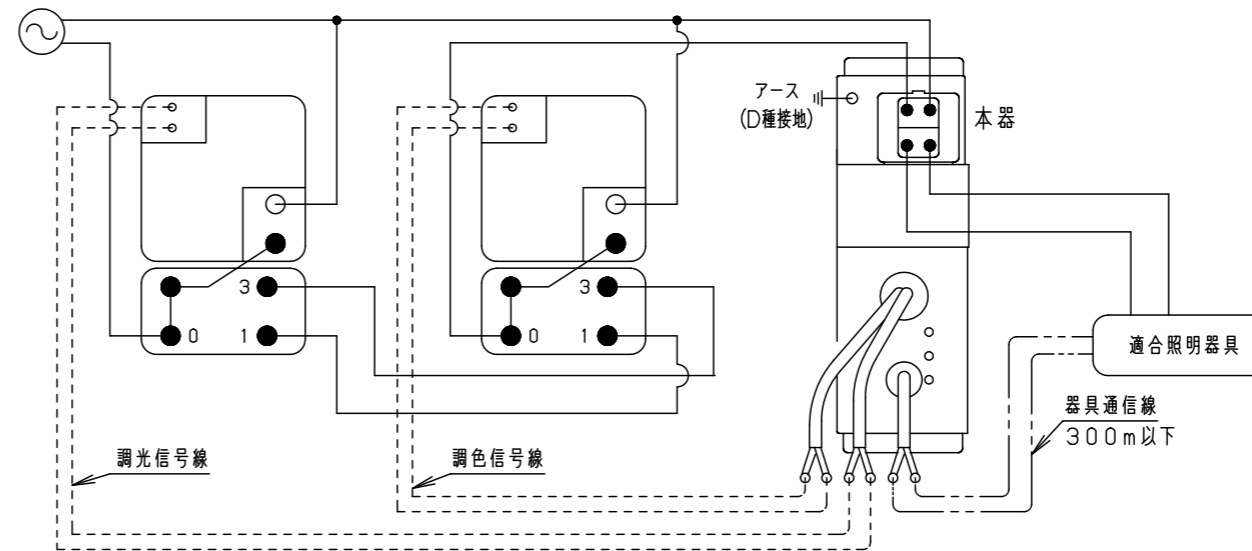 アース
(D種接地)
本器
3
0
1
3
0
1
適合照明器具
器具通信線
300m以下
調光信号線
調色信号線